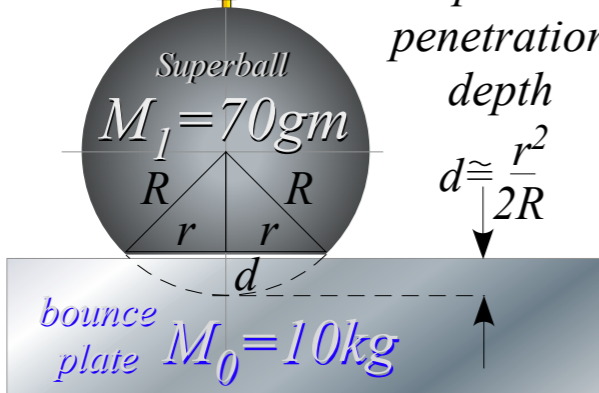 penetration
depth
d≅r²/2R
Superball
M₁=70gm
R R
r r
d
bounce
plate M₀=10kg